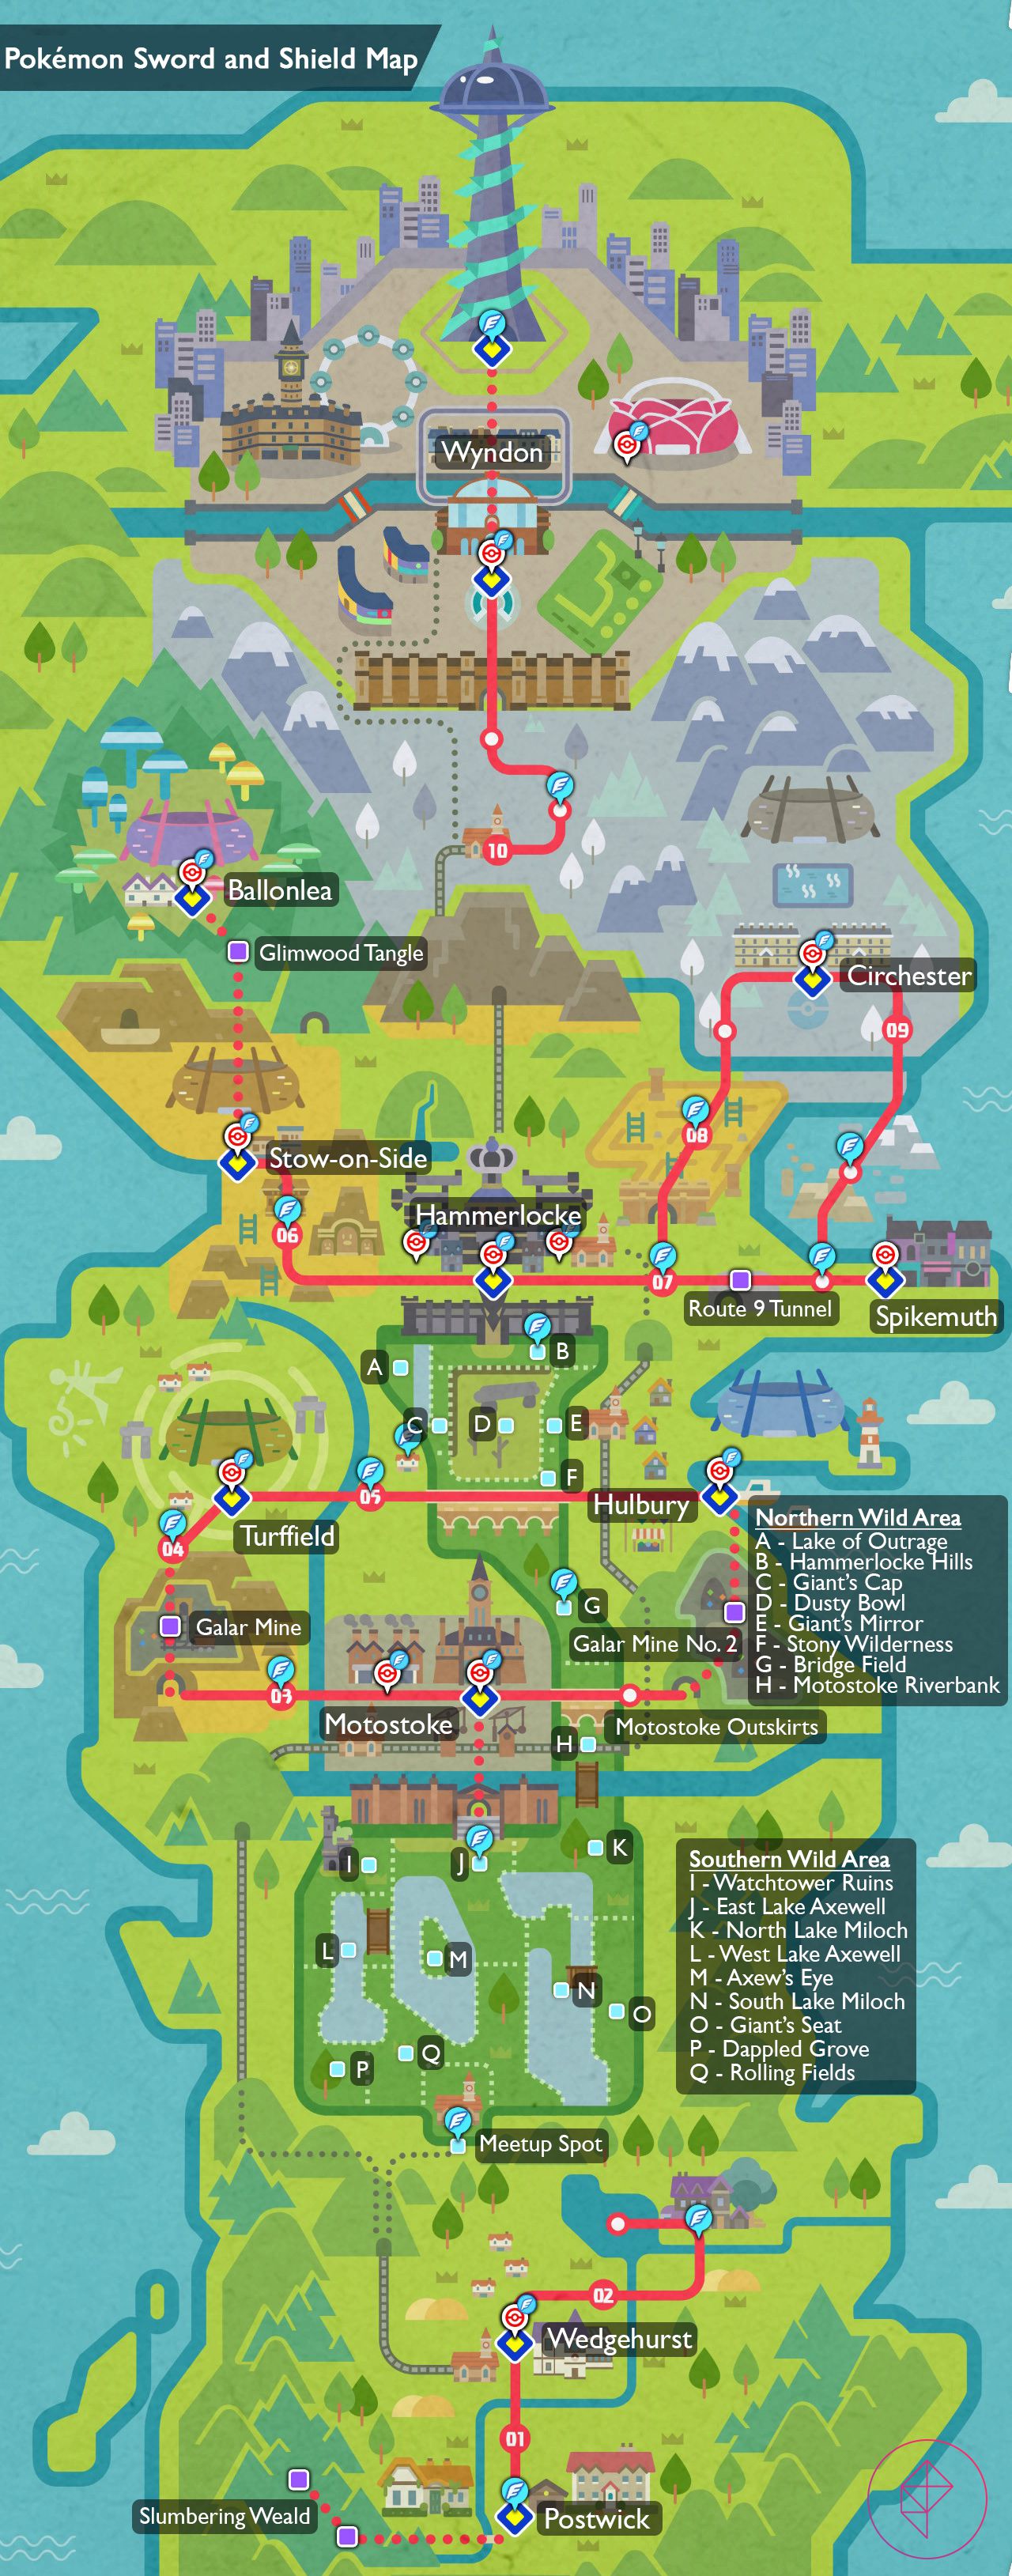 Pokémon Sword and Shield Map
Wyndon
10
Ballonlea
Glimwood Tangle
Circhester
09
08
Stow-on-Side
Hammerlocke
06
07
Route 9 Tunnel
Spikemuth
A
B
C
D
E
F
05
Hulbury
Turffield
04
Northern Wild Area
A - Lake of Outrage
B - Hammerlocke Hills
C - Giant's Cap
D - Dusty Bowl
E - Giant's Mirror
F - Stony Wilderness
G - Bridge Field
H - Motostoke Riverbank
G
Galar Mine
Galar Mine No. 2
03
Motostoke
Motostoke Outskirts
H
I
J
K
Southern Wild Area
I - Watchtower Ruins
J - East Lake Axewell
K - North Lake Miloch
L - West Lake Axewell
M - Axew's Eye
N - South Lake Miloch
O - Giant's Seat
P - Dappled Grove
Q - Rolling Fields
L
M
N
O
Q
P
Meetup Spot
02
Wedgehurst
01
Slumbering Weald
Postwick